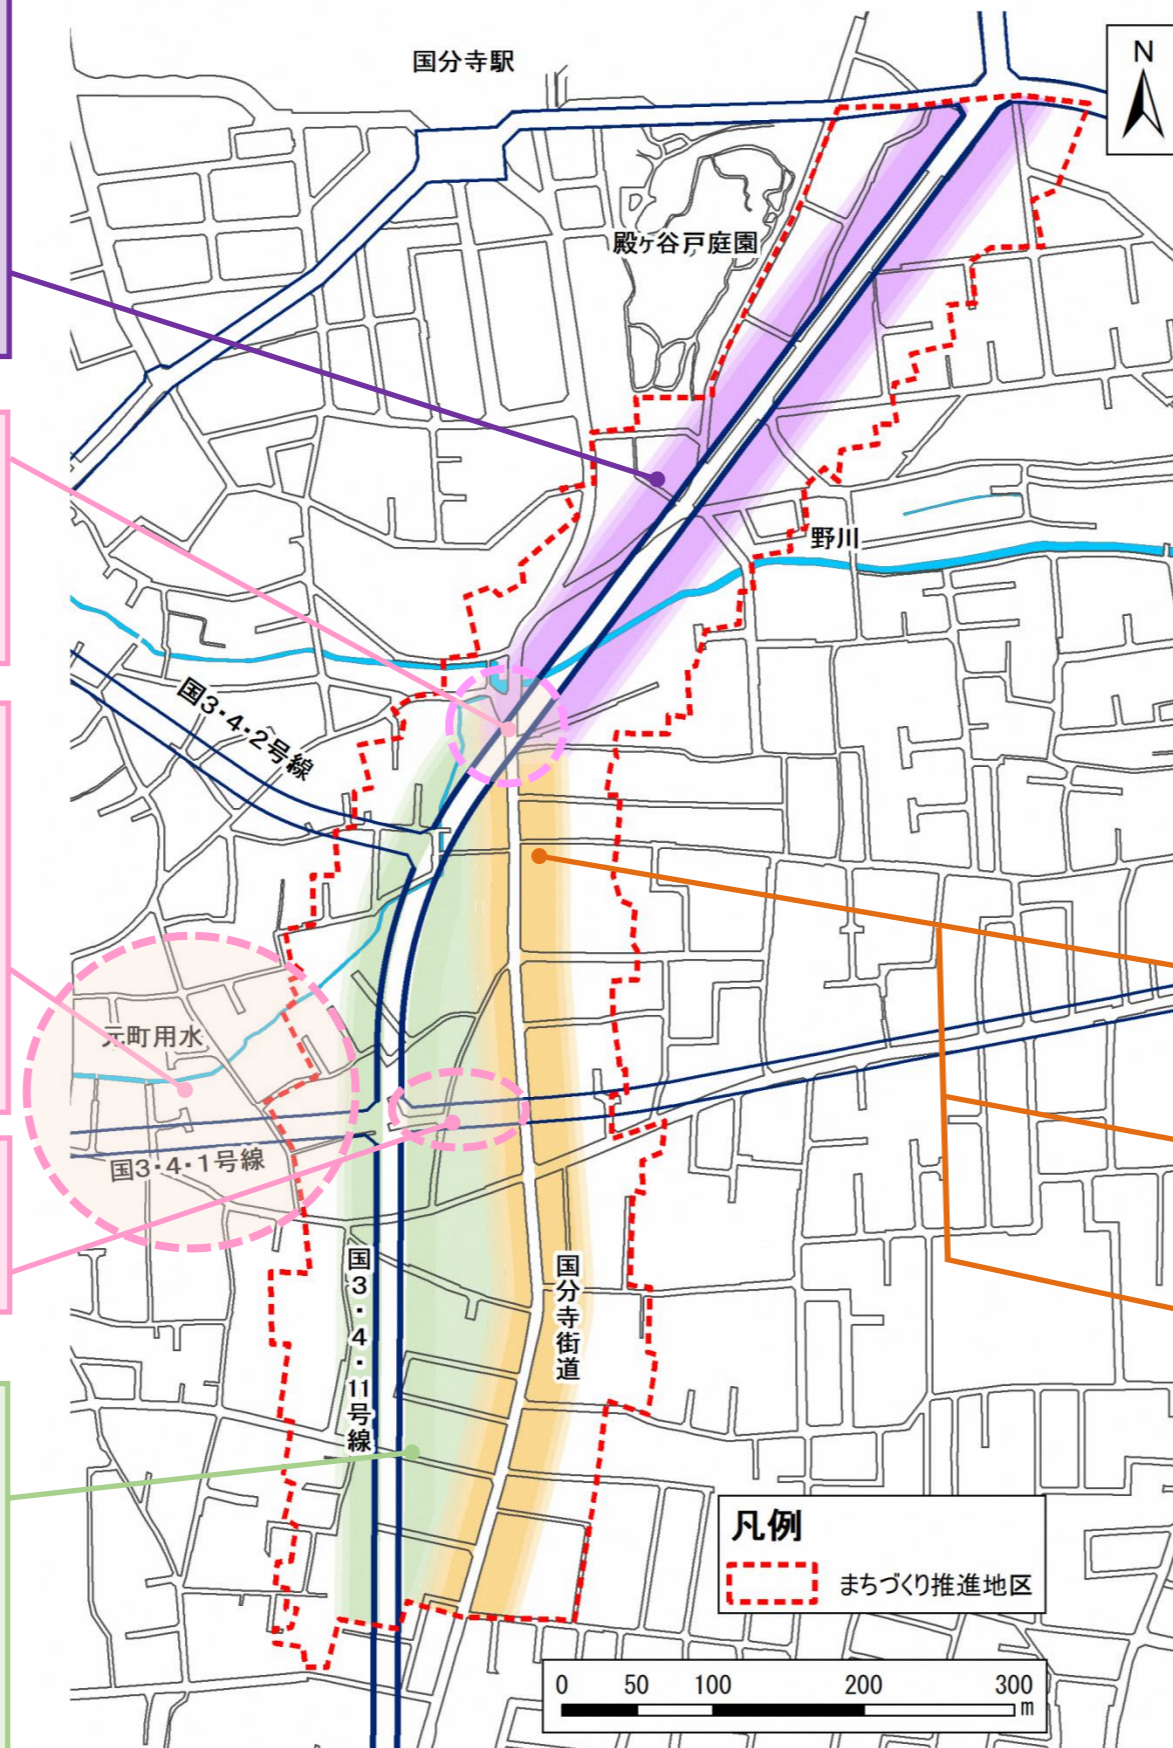 国分寺駅
N
殿ヶ谷戸庭園
野川
国3・4・2号線
元町用水
国3・4・1号線
国3・4・11号線
国分寺街道
凡例
まちづくり推進地区
0 50 100 200 300
m